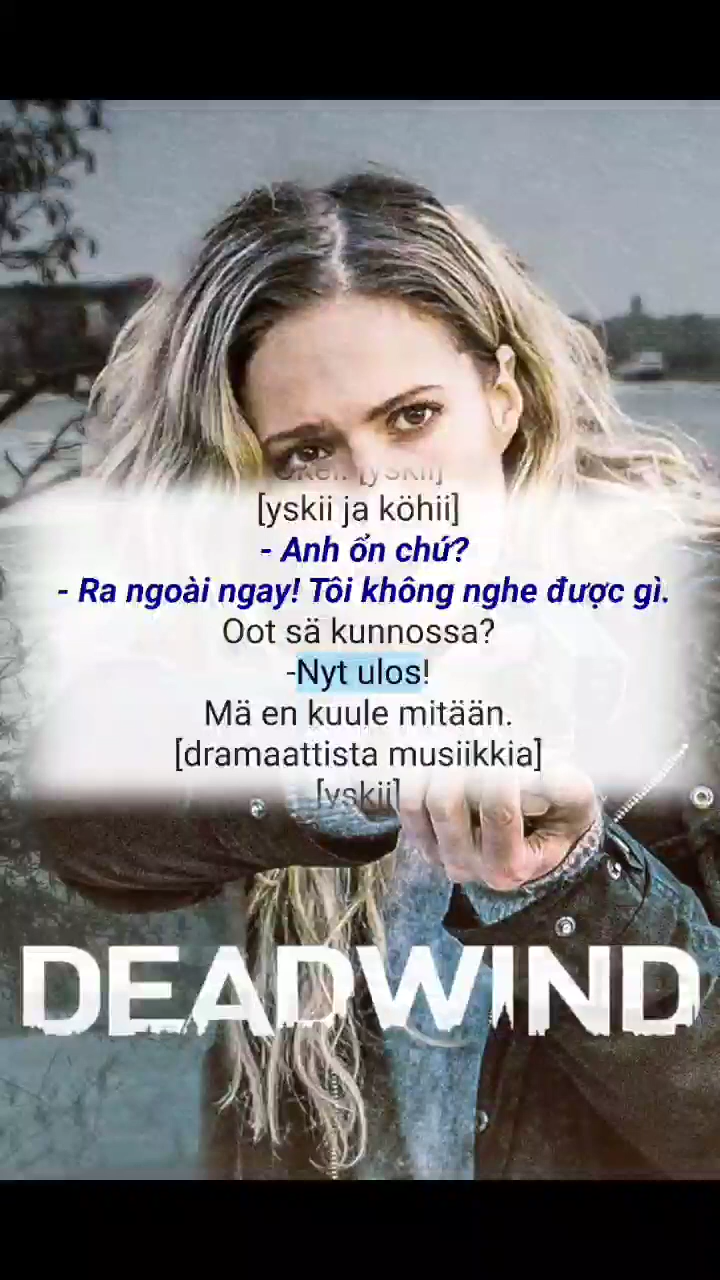 [yskii]
[yskii ja köhii]
- Anh ổn chứ?
- Ra ngoài ngay! Tôi không nghe được gì.
Oot sä kunnossa?
-Nyt ulos!
Mä en kuule mitään.
[dramaattista musiikkia]
[yskii]
DEADWIND